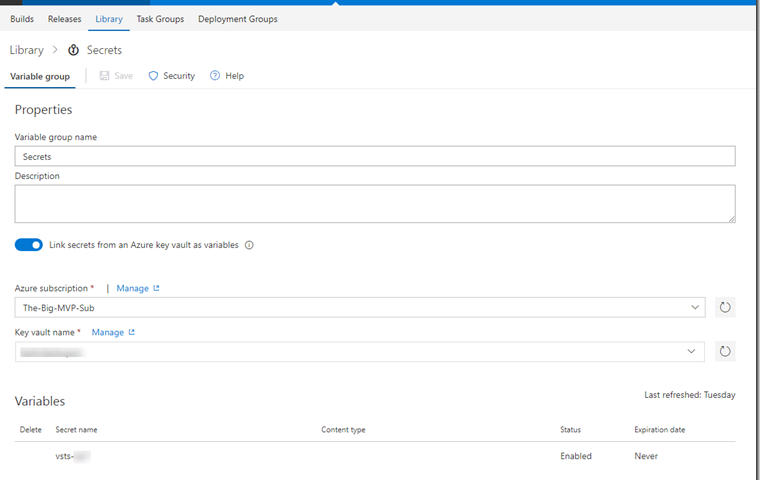 Builds Releases Library Task Groups Deployment Groups
Library > Secrets
Variable group Save Security Help
Properties
Variable group name
Secrets
Description
Link secrets from an Azure key vault as variables
Azure subscription * | Manage
The-Big-MVP-Sub
Key vault name * Manage
Last refreshed: Tuesday
Variables
Delete Secret name Content type Status Expiration date
vsts- Enabled Never